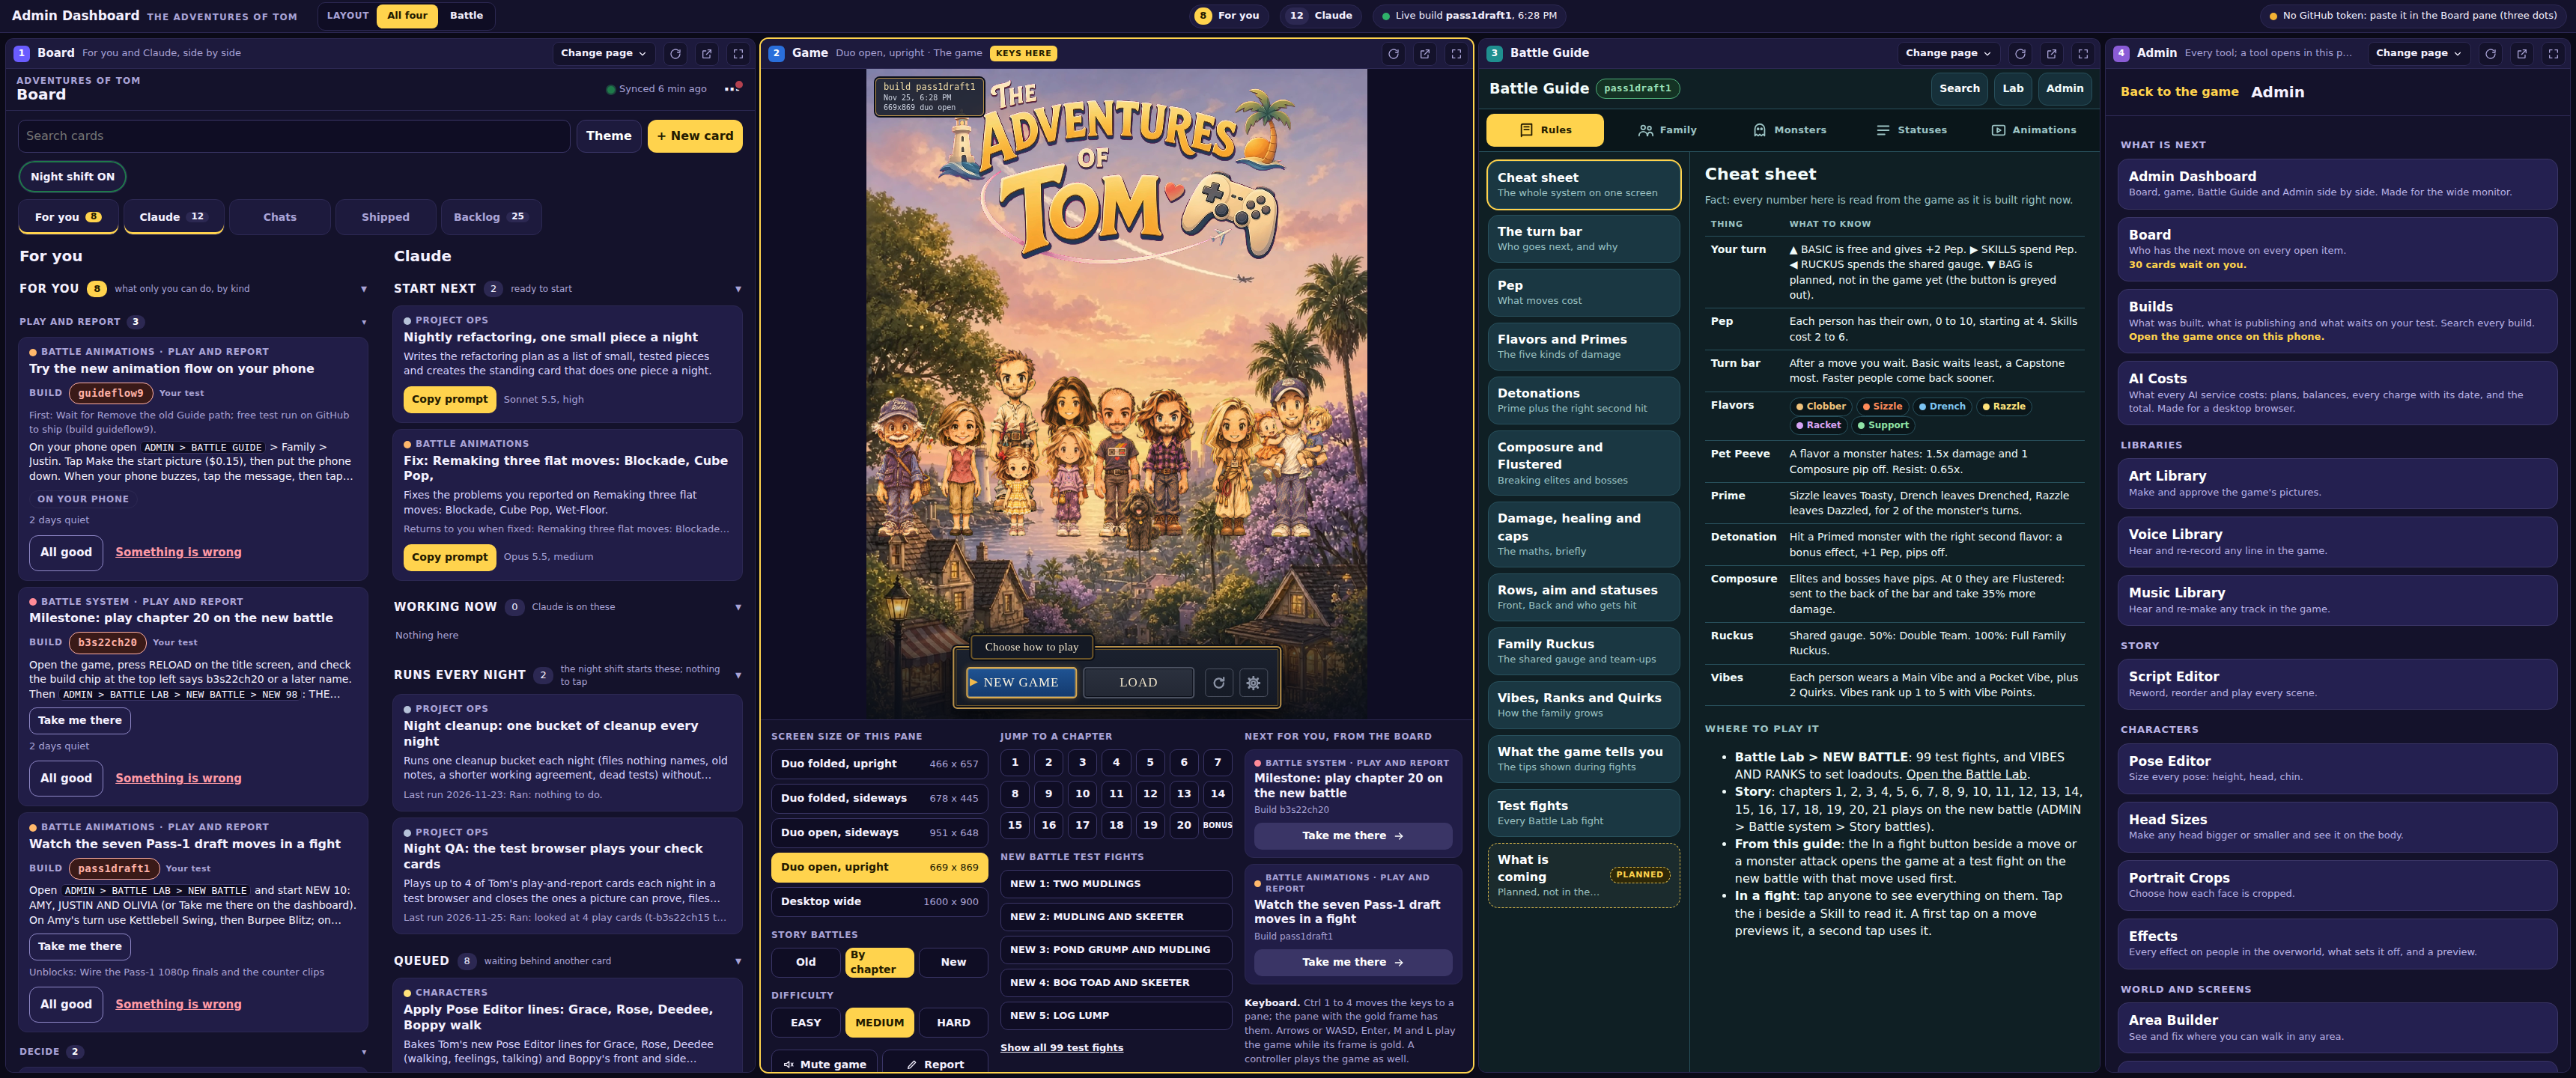 Admin Dashboard THE ADVENTURES OF TOM LAYOUT All four Battle 8 For you 12 Claude Live build pass1draft1, 6:28 PM No GitHub token: paste it in the Board pane (three dots)
1 Board For you and Claude, side by side Change page
ADVENTURES OF TOM
Board
Synced 6 min ago
Search cards
Theme
+ New card
Night shift ON
For you 8
Claude 12
Chats
Shipped
Backlog 25
For you
FOR YOU 8 what only you can do, by kind
PLAY AND REPORT 3
BATTLE ANIMATIONS · PLAY AND REPORT
Try the new animation flow on your phone
BUILD guideflow9 Your test
First: Wait for Remove the old Guide path; free test run on GitHub
to ship (build guideflow9).
On your phone open ADMIN > BATTLE GUIDE > Family >
Justin. Tap Make the start picture ($0.15), then put the phone
down. When your phone buzzes, tap the message, then tap...
ON YOUR PHONE
2 days quiet
All good Something is wrong
BATTLE SYSTEM · PLAY AND REPORT
Milestone: play chapter 20 on the new battle
BUILD b3s22ch20 Your test
Open the game, press RELOAD on the title screen, and check
the build chip at the top left says b3s22ch20 or a later name.
Then ADMIN > BATTLE LAB > NEW BATTLE > NEW 98 : THE...
Take me there
2 days quiet
All good Something is wrong
BATTLE ANIMATIONS · PLAY AND REPORT
Watch the seven Pass-1 draft moves in a fight
BUILD pass1draft1 Your test
Open ADMIN > BATTLE LAB > NEW BATTLE and start NEW 10:
AMY, JUSTIN AND OLIVIA (or Take me there on the dashboard).
On Amy's turn use Kettlebell Swing, then Burpee Blitz; on...
Take me there
Unblocks: Wire the Pass-1 1080p finals and the counter clips
All good Something is wrong
DECIDE 2
Claude
START NEXT 2 ready to start
PROJECT OPS
Nightly refactoring, one small piece a night
Writes the refactoring plan as a list of small, tested pieces
and creates the standing card that does one piece a night.
Copy prompt Sonnet 5.5, high
BATTLE ANIMATIONS
Fix: Remaking three flat moves: Blockade, Cube
Pop,
Fixes the problems you reported on Remaking three flat
moves: Blockade, Cube Pop, Wet-Floor.
Returns to you when fixed: Remaking three flat moves: Blockade...
Copy prompt Opus 5.5, medium
WORKING NOW 0 Claude is on these
Nothing here
RUNS EVERY NIGHT 2 the night shift starts these; nothing
to tap
PROJECT OPS
Night cleanup: one bucket of cleanup every
night
Runs one cleanup bucket each night (files nothing names, old
notes, a shorter working agreement, dead tests) without...
Last run 2026-11-23: Ran: nothing to do.
PROJECT OPS
Night QA: the test browser plays your check
cards
Plays up to 4 of Tom's play-and-report cards each night in a
test browser and closes the ones a picture can prove, files...
Last run 2026-11-25: Ran: looked at 4 play cards (t-b3s22ch15 t...
QUEUED 8 waiting behind another card
CHARACTERS
Apply Pose Editor lines: Grace, Rose, Deedee,
Boppy walk
Bakes Tom's new Pose Editor lines for Grace, Rose, Deedee
(walking, feelings, talking) and Boppy's front and side...
2 Game Duo open, upright · The game KEYS HERE
build pass1draft1
Nov 25, 6:28 PM
669x869 duo open
THE
ADVENTURES
OF
TOM
Choose how to play
NEW GAME
LOAD
SCREEN SIZE OF THIS PANE
Duo folded, upright 466 x 657
Duo folded, sideways 678 x 445
Duo open, sideways 951 x 648
Duo open, upright 669 x 869
Desktop wide 1600 x 900
STORY BATTLES
Old By chapter New
DIFFICULTY
EASY MEDIUM HARD
Mute game Report
JUMP TO A CHAPTER
1 2 3 4 5 6 7
8 9 10 11 12 13 14
15 16 17 18 19 20 BONUS
NEW BATTLE TEST FIGHTS
NEW 1: TWO MUDLINGS
NEW 2: MUDLING AND SKEETER
NEW 3: POND GRUMP AND MUDLING
NEW 4: BOG TOAD AND SKEETER
NEW 5: LOG LUMP
Show all 99 test fights
NEXT FOR YOU, FROM THE BOARD
BATTLE SYSTEM · PLAY AND REPORT
Milestone: play chapter 20 on
the new battle
Build b3s22ch20
Take me there
BATTLE ANIMATIONS · PLAY AND
REPORT
Watch the seven Pass-1 draft
moves in a fight
Build pass1draft1
Take me there
Keyboard. Ctrl 1 to 4 moves the keys to a
pane; the pane with the gold frame has
them. Arrows or WASD, Enter, M and L play
the game while its frame is gold. A
controller plays the game as well.
3 Battle Guide Change page
Battle Guide pass1draft1 Search Lab Admin
Rules Family Monsters Statuses Animations
Cheat sheet
The whole system on one screen
The turn bar
Who goes next, and why
Pep
What moves cost
Flavors and Primes
The five kinds of damage
Detonations
Prime plus the right second hit
Composure and
Flustered
Breaking elites and bosses
Damage, healing and
caps
The maths, briefly
Rows, aim and statuses
Front, Back and who gets hit
Family Ruckus
The shared gauge and team-ups
Vibes, Ranks and Quirks
How the family grows
What the game tells you
The tips shown during fights
Test fights
Every Battle Lab fight
What is
coming
Planned, not in the...
PLANNED
Cheat sheet
Fact: every number here is read from the game as it is built right now.
THING WHAT TO KNOW
Your turn ▲ BASIC is free and gives +2 Pep. ▶ SKILLS spend Pep.
◀ RUCKUS spends the shared gauge. ▼ BAG is
planned, not in the game yet (the button is greyed
out).
Pep Each person has their own, 0 to 10, starting at 4. Skills
cost 2 to 6.
Turn bar After a move you wait. Basic waits least, a Capstone
most. Faster people come back sooner.
Flavors Clobber Sizzle Drench Razzle
Racket Support
Pet Peeve A flavor a monster hates: 1.5x damage and 1
Composure pip off. Resist: 0.65x.
Prime Sizzle leaves Toasty, Drench leaves Drenched, Razzle
leaves Dazzled, for 2 of the monster's turns.
Detonation Hit a Primed monster with the second right flavor: a
bonus effect, +1 Pep, pips off.
Composure Elites and bosses have pips. At 0 they are Flustered:
sent to the back of the bar and take 35% more
damage.
Ruckus Shared gauge. 50%: Double Team. 100%: Full Family
Ruckus.
Vibes Each person wears a Main Vibe and a Pocket Vibe, plus
2 Quirks. Vibes rank up 1 to 5 with Vibe Points.
WHERE TO PLAY IT
• Battle Lab > NEW BATTLE: 99 test fights, and VIBES
AND RANKS to set loadouts. Open the Battle Lab.
• Story: chapters 1, 2, 3, 4, 5, 6, 7, 8, 9, 10, 11, 12, 13, 14,
15, 16, 17, 18, 19, 20, 21 plays on the new battle (ADMIN
> Battle system > Story battles).
• From this guide: the In a fight button beside a move or
a monster attack opens the game at a test fight on the
new battle with that move used first.
• In a fight: tap anyone to see everything on them. Tap
the i beside a Skill to read it. A first tap on a move
previews it, a second tap uses it.
4 Admin Every tool; a tool opens in this p... Change page
Back to the game Admin
WHAT IS NEXT
Admin Dashboard
Board, game, Battle Guide and Admin side by side. Made for the wide monitor.
Board
Who has the next move on every open item.
30 cards wait on you.
Builds
What was built, what is publishing and what waits on your test. Search every build.
Open the game once on this phone.
AI Costs
What every AI service costs: plans, balances, every charge with its date, and the
total. Made for a desktop browser.
LIBRARIES
Art Library
Make and approve the game's pictures.
Voice Library
Hear and re-record any line in the game.
Music Library
Hear and re-make any track in the game.
STORY
Script Editor
Reword, reorder and play every scene.
CHARACTERS
Pose Editor
Size every pose: height, head, chin.
Head Sizes
Make any head bigger or smaller and see it on the body.
Portrait Crops
Choose how each face is cropped.
Effects
Every effect on people in the overworld, what sets it off, and a preview.
WORLD AND SCREENS
Area Builder
See and fix where you can walk in any area.